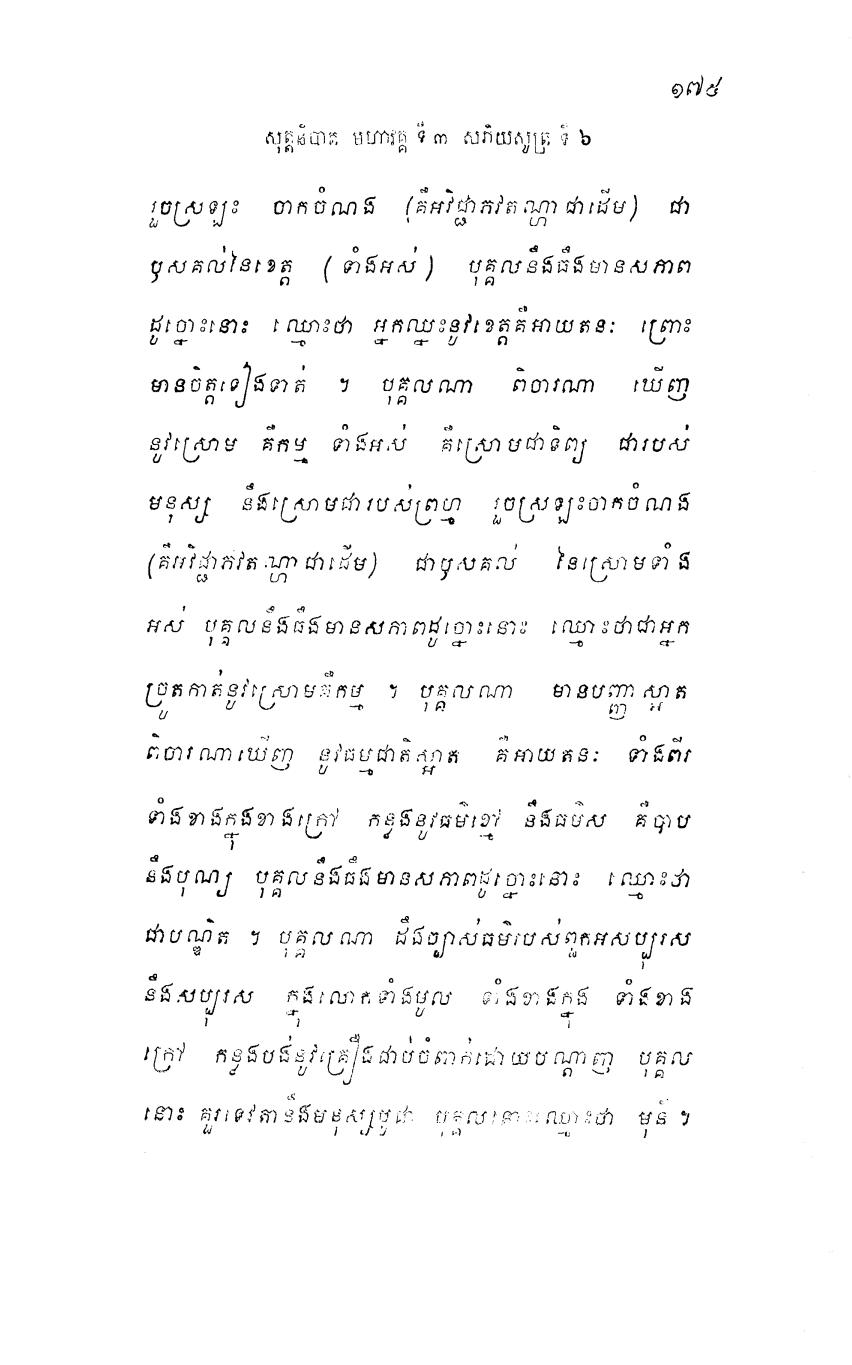 ១៧៥
សុត្តនិបាត មហាវគ្គ ទី ៣ សភិយសូត្រ ទី ៦
រួចស្រឡះ ចាកចំណង (គឺអវិជ្ជាភវតណ្ហាជាដើម) ជា
ឫសគល់នៃខេត្ត (ទាំងអស់) បុគ្គលនឹងធឹងមានសភាព
ដូច្នោះនោះ ឈ្មោះថា អ្នកឈ្នះនូវខេត្តគឺអាយតនៈ ព្រោះ
មានចិត្តទៀងទាត់ ។ បុគ្គលណា ពិចារណា ឃើញ
នូវស្រោម គឺកម្ម ទាំងអស់ គឺស្រោមជាទិព្យ ជារបស់
មនុស្ស នឹងស្រោមជារបស់ព្រហ្ម រួចស្រឡះចាកចំណង
(គឺអវិជ្ជាភវតណ្ហាជាដើម) ជាឫសគល់ នៃស្រោមទាំង
អស់ បុគ្គលនឹងធឹងមានសភាពដូច្នោះនោះ ឈ្មោះថាជាអ្នក
ច្រូតកាត់នូវស្រោមគឺកម្ម ។ បុគ្គលណា មានបញ្ញាស្អាត
ពិចារណាឃើញ នូវធម្មជាតិស្អាត គឺអាយតនៈ ទាំងពីរ
ទាំងខាងក្នុងខាងក្រៅ កន្លងនូវធម៌ខ្មៅ នឹងធម៌ស គឺបាប
នឹងបុណ្យ បុគ្គលនឹងធឹងមានសភាពដូច្នោះនោះ ឈ្មោះថា
ជាបណ្ឌិត ។ បុគ្គលណា ដឹងច្បាស់ធម៌របស់ពួកអសប្បុរស
នឹងសប្បុរស ក្នុងលោកទាំងមូល ទាំងខាងក្នុង ទាំងខាង
ក្រៅ កន្លងបង់នូវគ្រឿងជាប់ចំពាក់ដោយបណ្តាញ បុគ្គល
នោះ គួរទេវតានឹងមនុស្សបូជា បុគ្គលនោះឈ្មោះថា មុនី ។